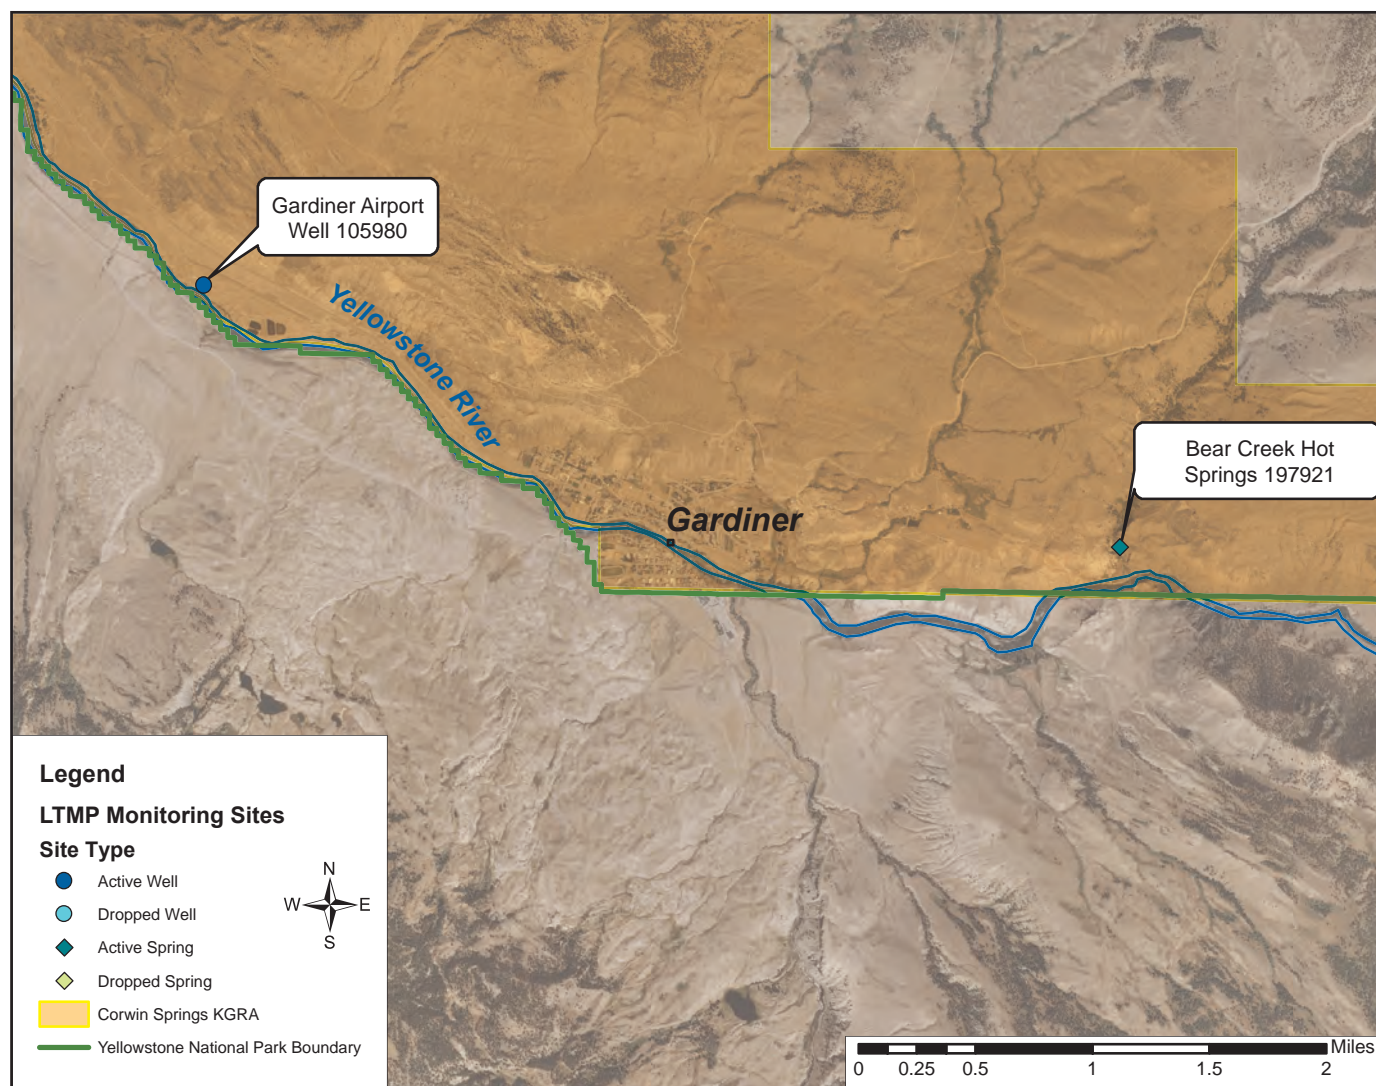 Gardiner Airport
Well 105980
Yellowstone River
Bear Creek Hot
Springs 197921
Gardiner
Legend
LTMP Monitoring Sites
Site Type
Active Well
Dropped Well
Active Spring
Dropped Spring
Corwin Springs KGRA
Yellowstone National Park Boundary
N
W E
S
Miles
0 0.25 0.5 1 1.5 2